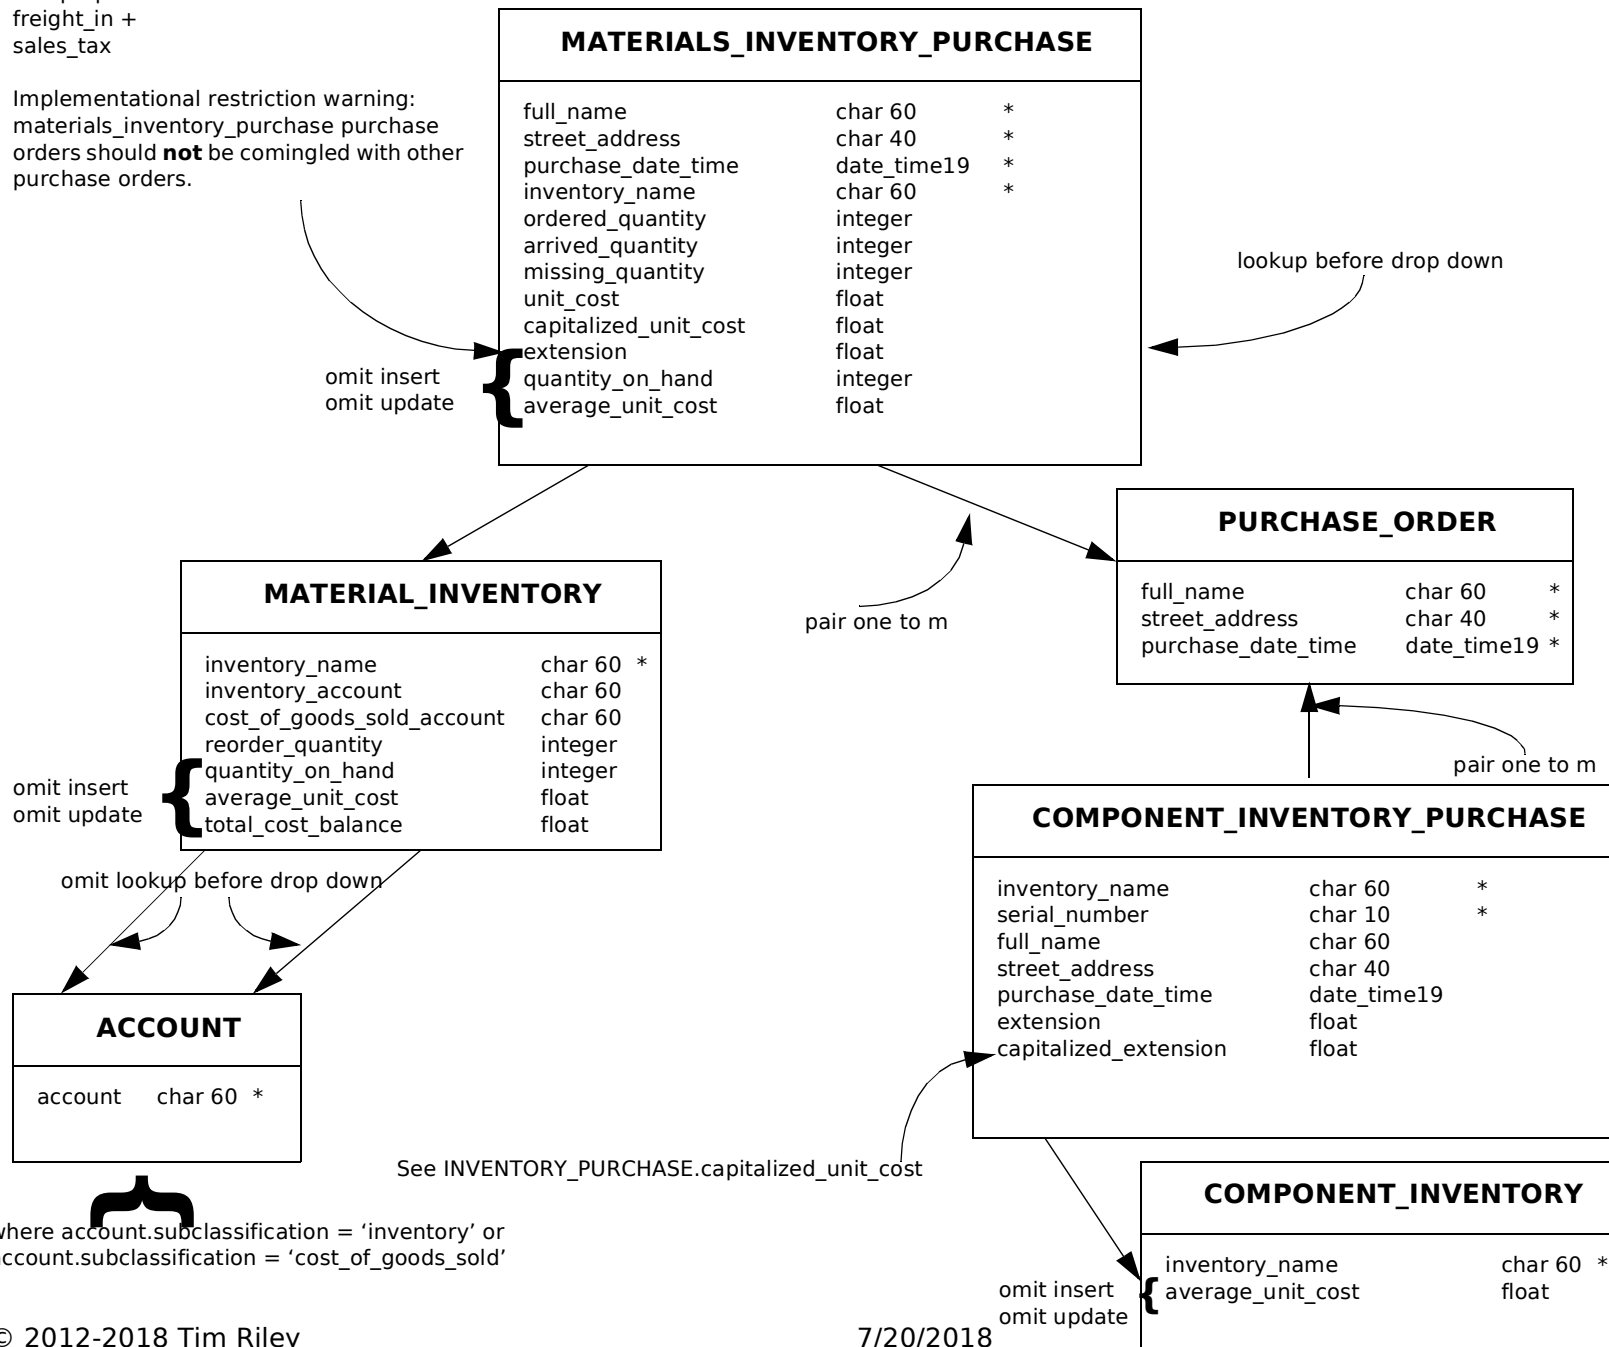 freight_in +
sales_tax
Implementational restriction warning:
materials_inventory_purchase purchase
orders should not be comingled with other
purchase orders.
MATERIALS_INVENTORY_PURCHASE
full_name char 60 *
street_address char 40 *
purchase_date_time date_time19 *
inventory_name char 60 *
ordered_quantity integer
arrived_quantity integer
missing_quantity integer
unit_cost float
capitalized_unit_cost float
extension float
quantity_on_hand integer
average_unit_cost float
omit insert
omit update
{
lookup before drop down
pair one to m
PURCHASE_ORDER
full_name char 60 *
street_address char 40 *
purchase_date_time date_time19 *
pair one to m
MATERIAL_INVENTORY
inventory_name char 60 *
inventory_account char 60
cost_of_goods_sold_account char 60
reorder_quantity integer
quantity_on_hand integer
average_unit_cost float
total_cost_balance float
omit insert
omit update
{
omit lookup before drop down
ACCOUNT
account char 60 *
{
where account.subclassification = ‘inventory’ or
account.subclassification = ‘cost_of_goods_sold’
COMPONENT_INVENTORY_PURCHASE
inventory_name char 60 *
serial_number char 10 *
full_name char 60
street_address char 40
purchase_date_time date_time19
extension float
capitalized_extension float
See INVENTORY_PURCHASE.capitalized_unit_cost
COMPONENT_INVENTORY
inventory_name char 60 *
average_unit_cost float
omit insert
omit update
{
© 2012-2018 Tim Riley
7/20/2018